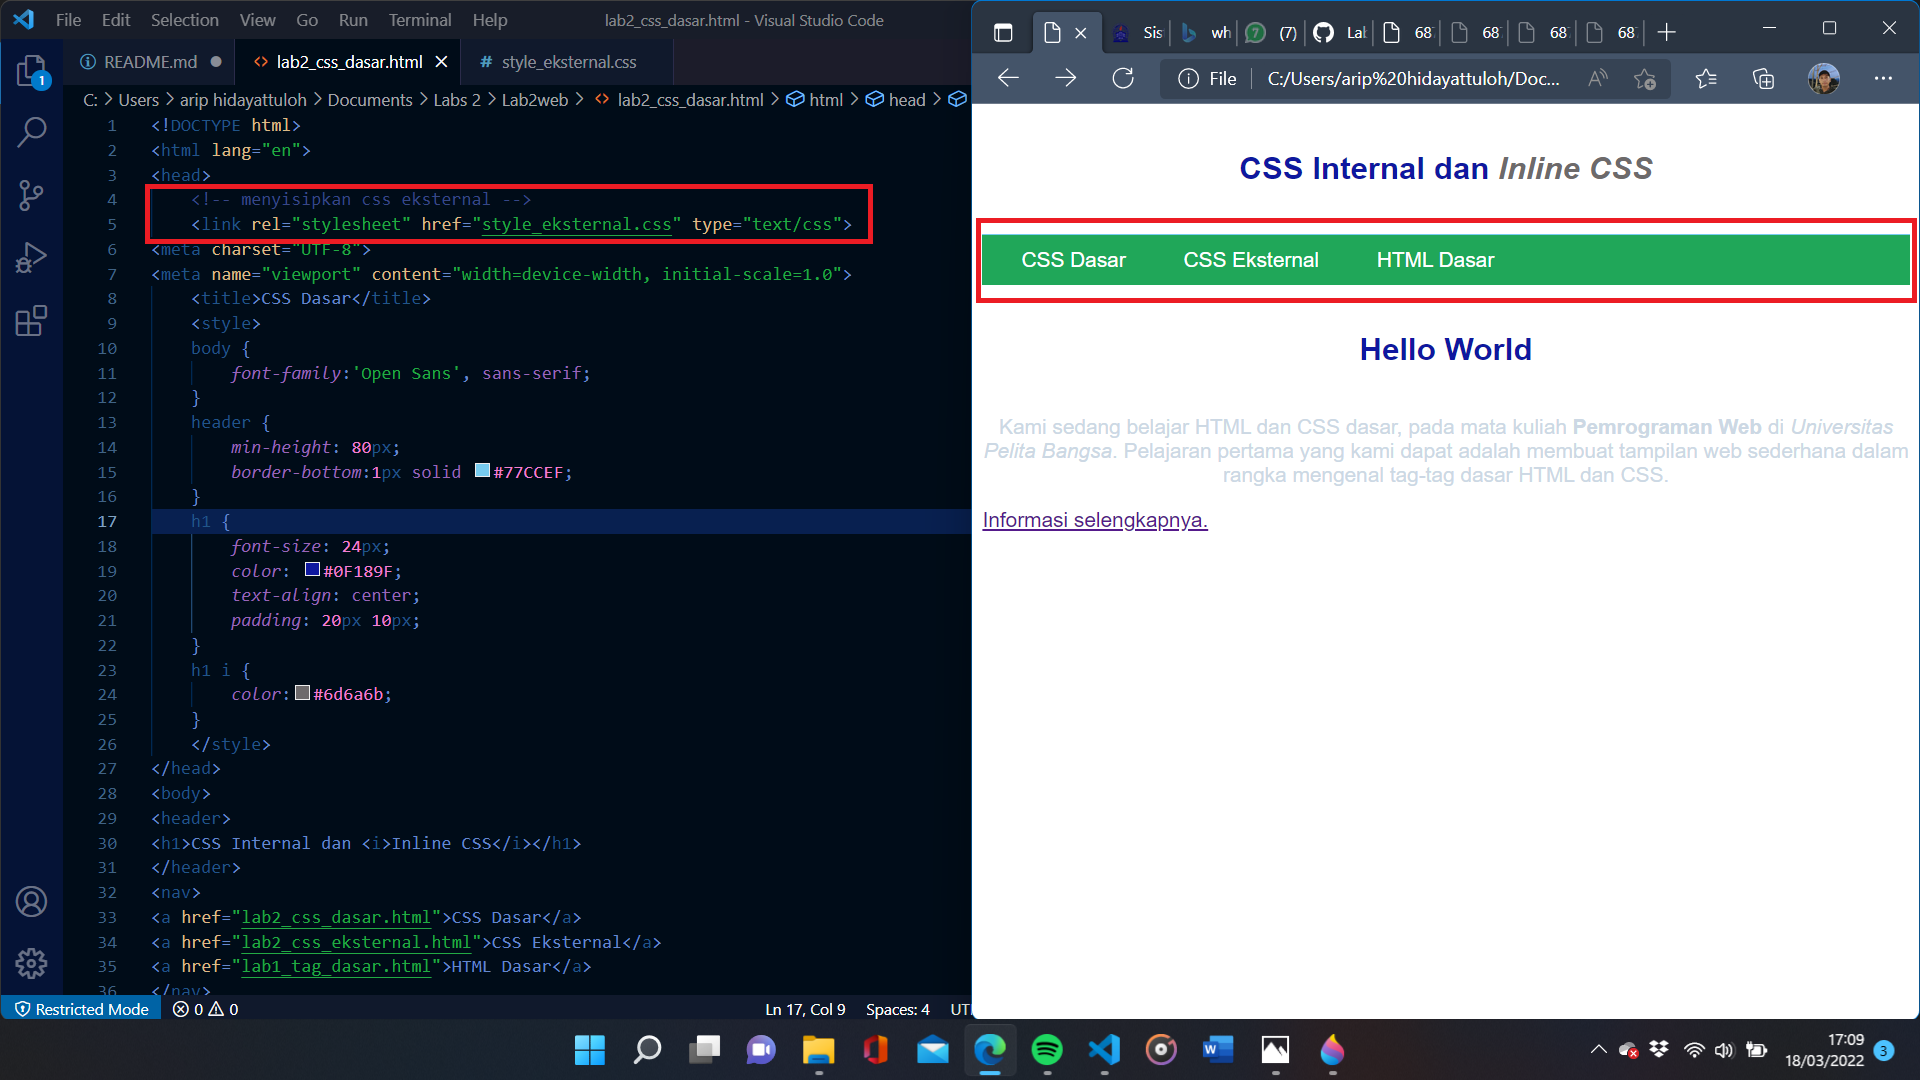 File Edit Selection View Go Run Terminal Help lab2_css_dasar.html - Visual Studio Code
README.md lab2_css_dasar.html style_eksternal.css
C: > Users > arip hidayattuloh > Documents > Labs 2 > Lab2web > lab2_css_dasar.html > html > head >
1 <!DOCTYPE html>
2 <html lang="en">
3 <head>
4 <!-- menyisipkan css eksternal -->
5 <link rel="stylesheet" href="style_eksternal.css" type="text/css">
6 <meta charset="UTF-8">
7 <meta name="viewport" content="width=device-width, initial-scale=1.0">
8 <title>CSS Dasar</title>
9 <style>
10 body {
11 font-family:'Open Sans', sans-serif;
12 }
13 header {
14 min-height: 80px;
15 border-bottom:1px solid #77CCEF;
16 }
17 h1 {
18 font-size: 24px;
19 color: #0F189F;
20 text-align: center;
21 padding: 20px 10px;
22 }
23 h1 i {
24 color:#6d6a6b;
25 }
26 </style>
27 </head>
28 <body>
29 <header>
30 <h1>CSS Internal dan <i>Inline CSS</i></h1>
31 </header>
32 <nav>
33 <a href="lab2_css_dasar.html">CSS Dasar</a>
34 <a href="lab2_css_eksternal.html">CSS Eksternal</a>
35 <a href="lab1_tag_dasar.html">HTML Dasar</a>
36 </nav>
1
Restricted Mode 0 0 Ln 17, Col 9 Spaces: 4 UT
Sis wh 7 (7) Lab 68 68 68 68
File C:/Users/arip%20hidayattuloh/Doc...
CSS Internal dan Inline CSS
CSS Dasar CSS Eksternal HTML Dasar
Hello World
Kami sedang belajar HTML dan CSS dasar, pada mata kuliah Pemrograman Web di Universitas
Pelita Bangsa. Pelajaran pertama yang kami dapat adalah membuat tampilan web sederhana dalam
rangka mengenal tag-tag dasar HTML dan CSS.
Informasi selengkapnya.
17:09
18/03/2022 3